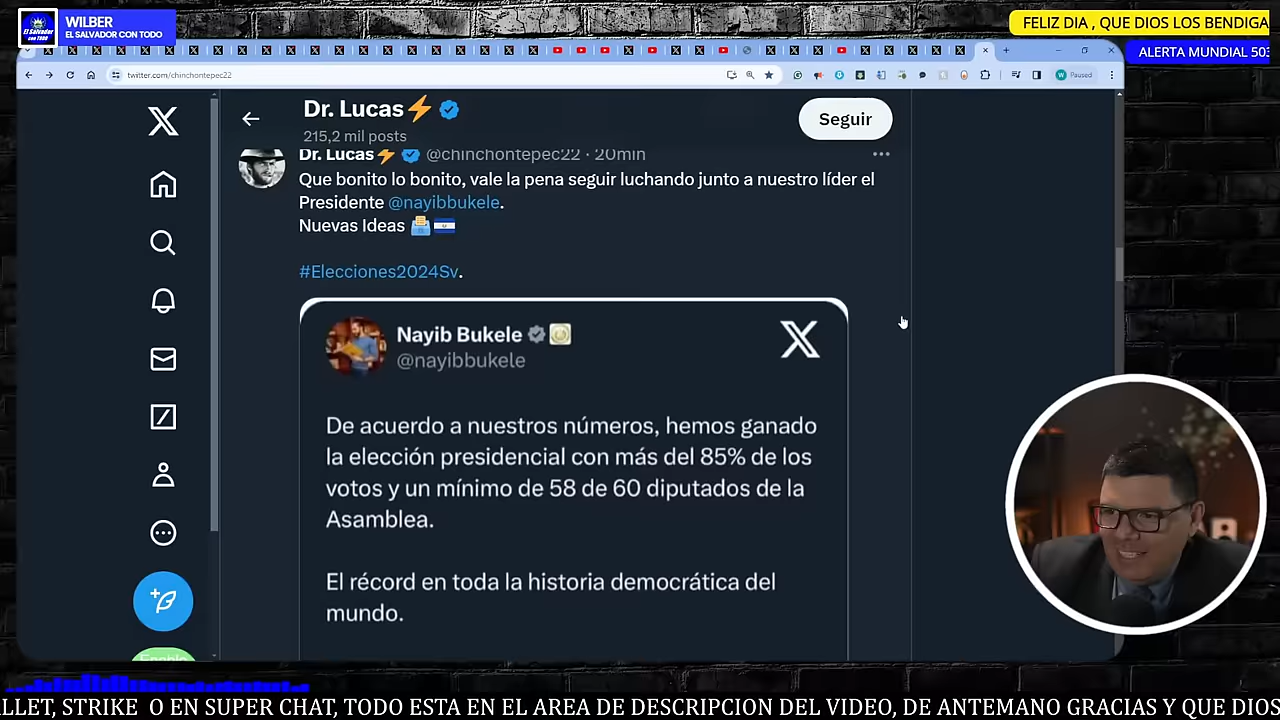 WILBER
EL SALVADOR CON TODO
FELIZ DIA , QUE DIOS LOS BENDIGA
ALERTA MUNDIAL 503
twitter.com/chinchontepec22
Paused
Dr. Lucas
215,2 mil posts
Seguir
Dr. Lucas @chinchontepec22 · 20min
Que bonito lo bonito, vale la pena seguir luchando junto a nuestro líder el
Presidente @nayibbukele.
Nuevas Ideas
#Elecciones2024Sv.
Nayib Bukele
@nayibbukele
De acuerdo a nuestros números, hemos ganado
la elección presidencial con más del 85% de los
votos y un mínimo de 58 de 60 diputados de la
Asamblea.
El récord en toda la historia democrática del
mundo.
LLET, STRIKE O EN SUPER CHAT, TODO ESTA EN EL AREA DE DESCRIPCION DEL VIDEO, DE ANTEMANO GRACIAS Y QUE DIOS